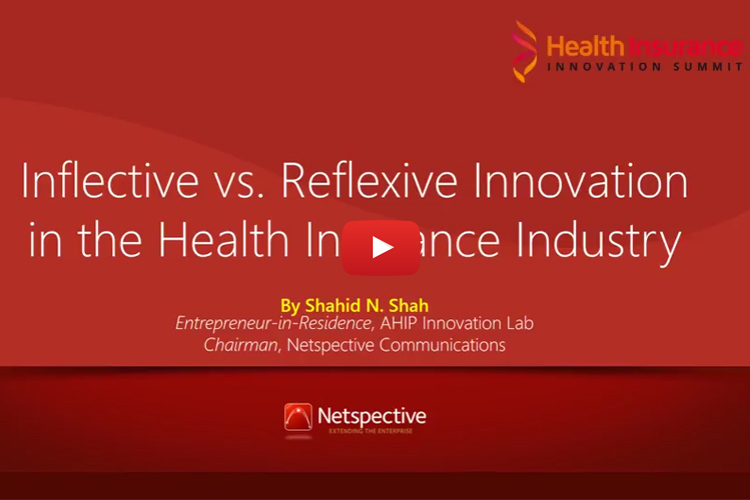 Health Insurance
INNOVATION SUMMIT
Inflective vs. Reflexive Innovation
in the Health In ance Industry
By Shahid N. Shah
Entrepreneur-in-Residence, AHIP Innovation Lab
Chairman, Netspective Communications
Netspective
EXTENDING THE ENTERPRISE